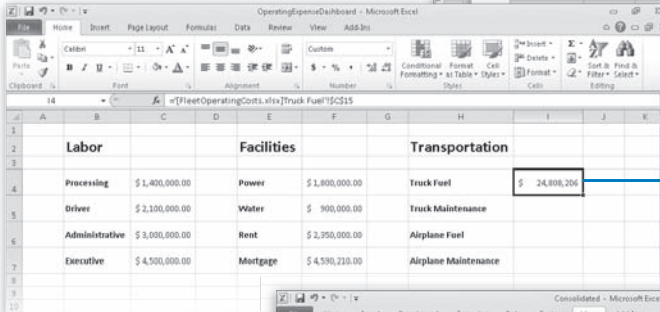 OperatingExpenseDashboard - Microsoft Excel
File Home Insert Page Layout Formulas Data Review View Add-Ins
Calibri 11 A A Custom Insert Σ
Paste B I U A $ % , Conditional Format Cell Delete Sort & Find &
Formatting as Table Styles Format Filter Select
Clipboard Font Alignment Number Styles Cells Editing
I4 fx ='[FleetOperatingCosts.xlsx]Truck Fuel'!$C$15
A B C D E F G H I J K
1
2 Labor Facilities Transportation
3
4 Processing $ 1,400,000.00 Power $ 1,800,000.00 Truck Fuel $ 24,808,206
5 Driver $ 2,100,000.00 Water $ 900,000.00 Truck Maintenance
6 Administrative $ 3,000,000.00 Rent $ 2,350,000.00 Airplane Fuel
7 Executive $ 4,500,000.00 Mortgage $ 4,590,210.00 Airplane Maintenance
8
9
10
Consolidated - Microsoft Exce